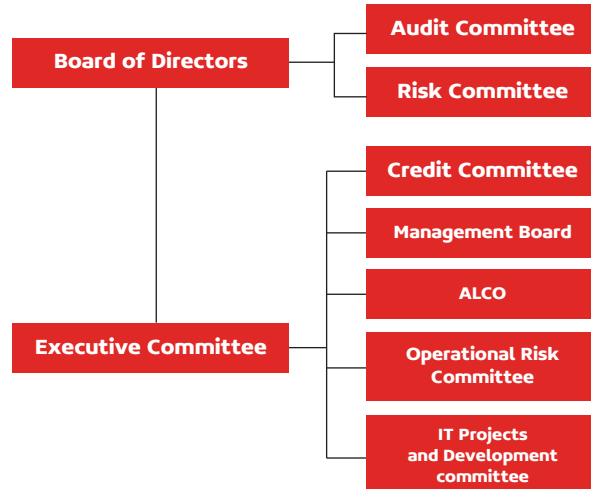 Board of Directors
Audit Committee
Risk Committee
Executive Committee
Credit Committee
Management Board
ALCO
Operational Risk
Committee
IT Projects
and Development
committee